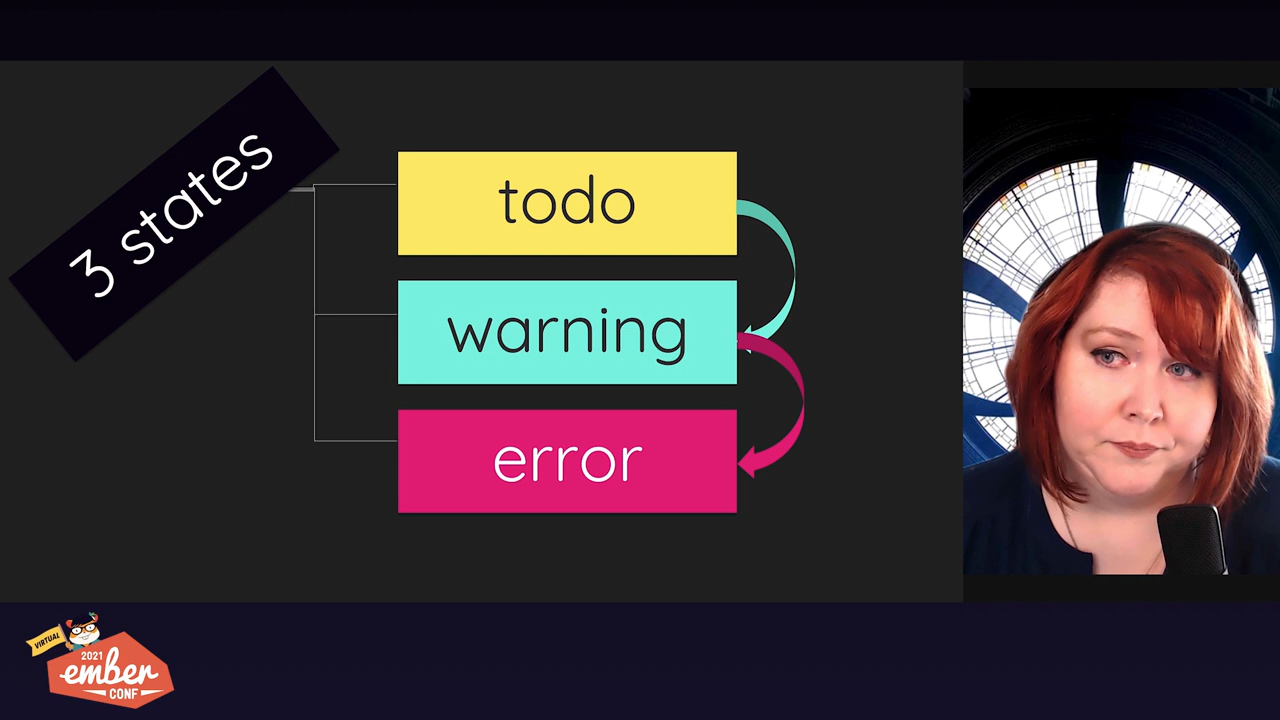 3 states
todo
warning
error
VIRTUAL
2021
ember
CONF